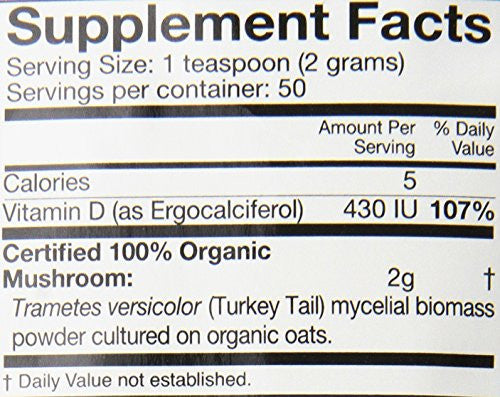 Supplement Facts
Serving Size: 1 teaspoon (2 grams)
Servings per container: 50
Amount Per Serving % Daily Value
Calories 5
Vitamin D (as Ergocalciferol) 430 IU 107%
Certified 100% Organic
Mushroom: 2g †
Trametes versicolor (Turkey Tail) mycelial biomass
powder cultured on organic oats.
† Daily Value not established.